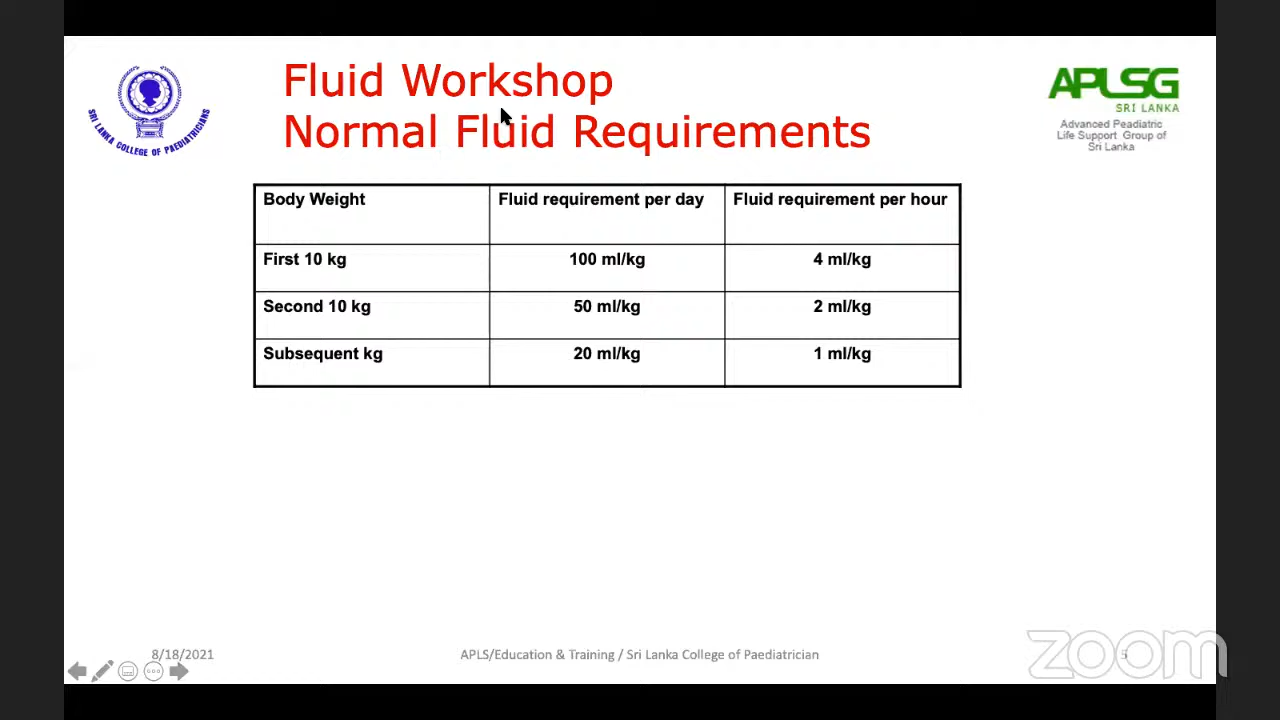 Fluid Workshop
Normal Fluid Requirements
SRI LANKA COLLEGE OF PAEDIATRICIANS
APLSG
SRI LANKA
Advanced Peadiatric
Life Support Group of
Sri Lanka
Body Weight Fluid requirement per day Fluid requirement per hour
First 10 kg 100 ml/kg 4 ml/kg
Second 10 kg 50 ml/kg 2 ml/kg
Subsequent kg 20 ml/kg 1 ml/kg
8/18/2021 APLS/Education & Training / Sri Lanka College of Paediatrician 5
zoom